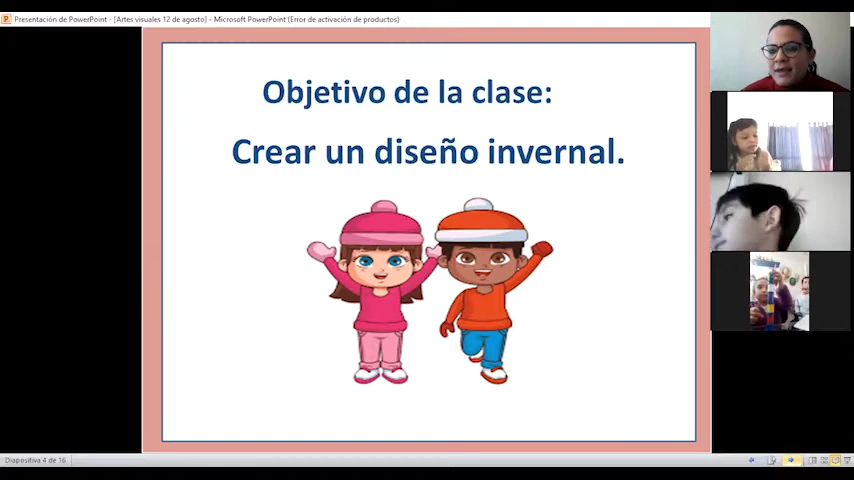 Presentación de PowerPoint - [Artes visuales 12 de agosto] - Microsoft PowerPoint (Error de activación de productos)
Objetivo de la clase:
Crear un diseño invernal.
Diapositiva 4 de 16